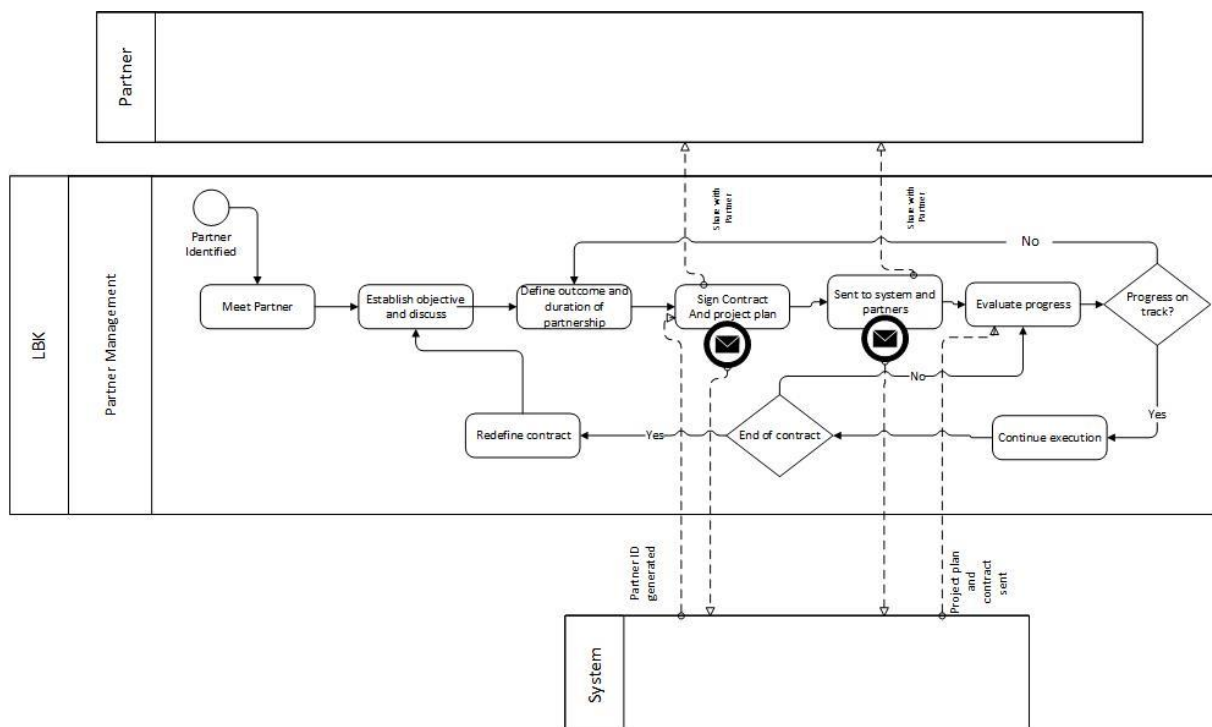 Partner
LBK
Partner Management
Partner
Identified
Share with
Partner
Share with
Partner
No
Meet Partner
Establish objective
and discuss
Define outcome and
duration of
partnership
Sign Contract
And project plan
Sent to system and
partners
Evaluate progress
Progress on
track?
No
Yes
Redefine contract
Yes
End of contract
Continue execution
Partner ID
generated
Project plan
and
contract
sent
System